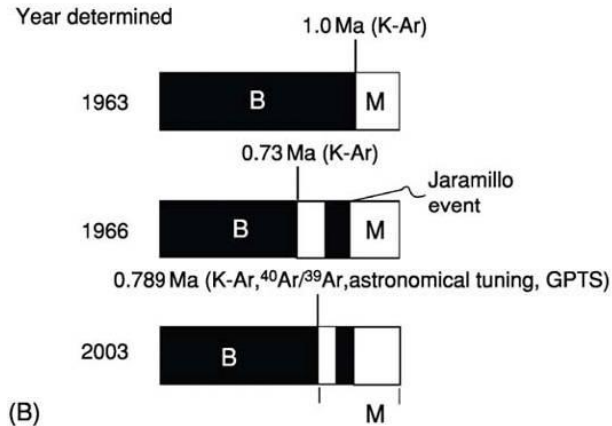 Year determined
1.0 Ma (K-Ar)
1963
B
M
0.73 Ma (K-Ar)
Jaramillo
event
1966
B
M
0.789 Ma (K-Ar,⁴⁰Ar/³⁹Ar,astronomical tuning, GPTS)
2003
B
M
(B)